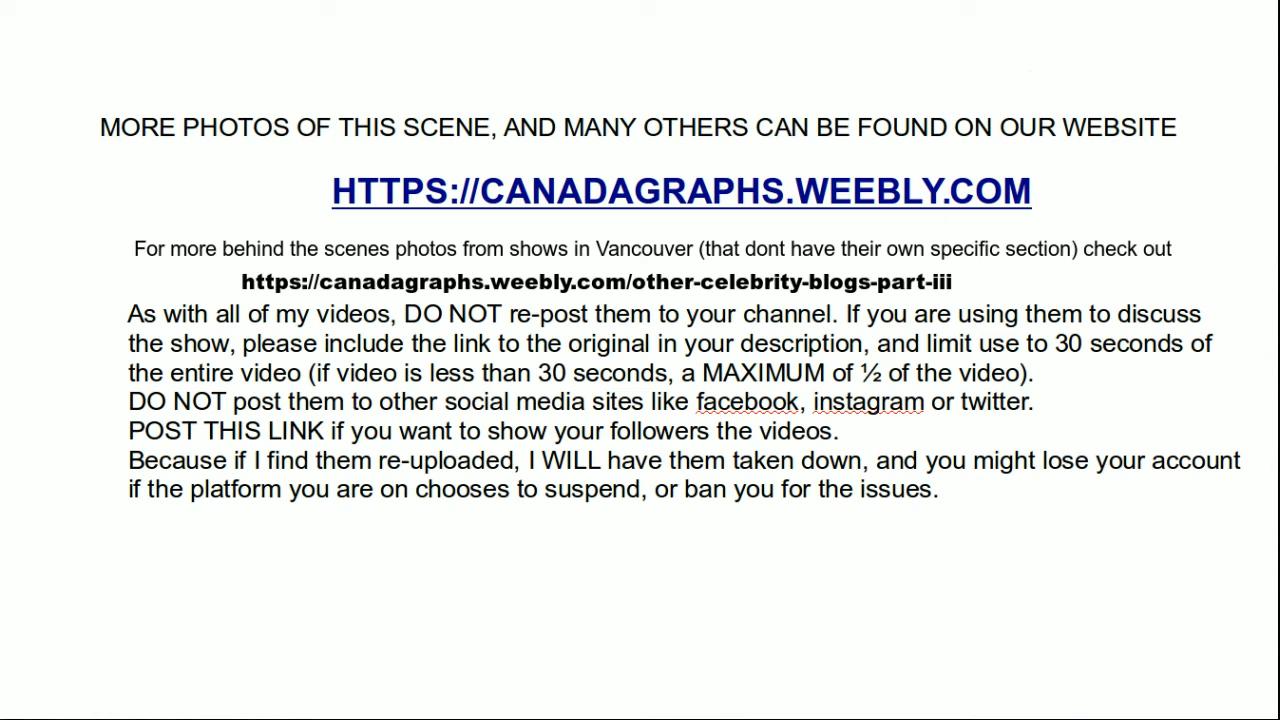 MORE PHOTOS OF THIS SCENE, AND MANY OTHERS CAN BE FOUND ON OUR WEBSITE
HTTPS://CANADAGRAPHS.WEEBLY.COM
For more behind the scenes photos from shows in Vancouver (that dont have their own specific section) check out
https://canadagraphs.weebly.com/other-celebrity-blogs-part-iii
As with all of my videos, DO NOT re-post them to your channel. If you are using them to discuss
the show, please include the link to the original in your description, and limit use to 30 seconds of
the entire video (if video is less than 30 seconds, a MAXIMUM of ½ of the video).
DO NOT post them to other social media sites like facebook, instagram or twitter.
POST THIS LINK if you want to show your followers the videos.
Because if I find them re-uploaded, I WILL have them taken down, and you might lose your account
if the platform you are on chooses to suspend, or ban you for the issues.